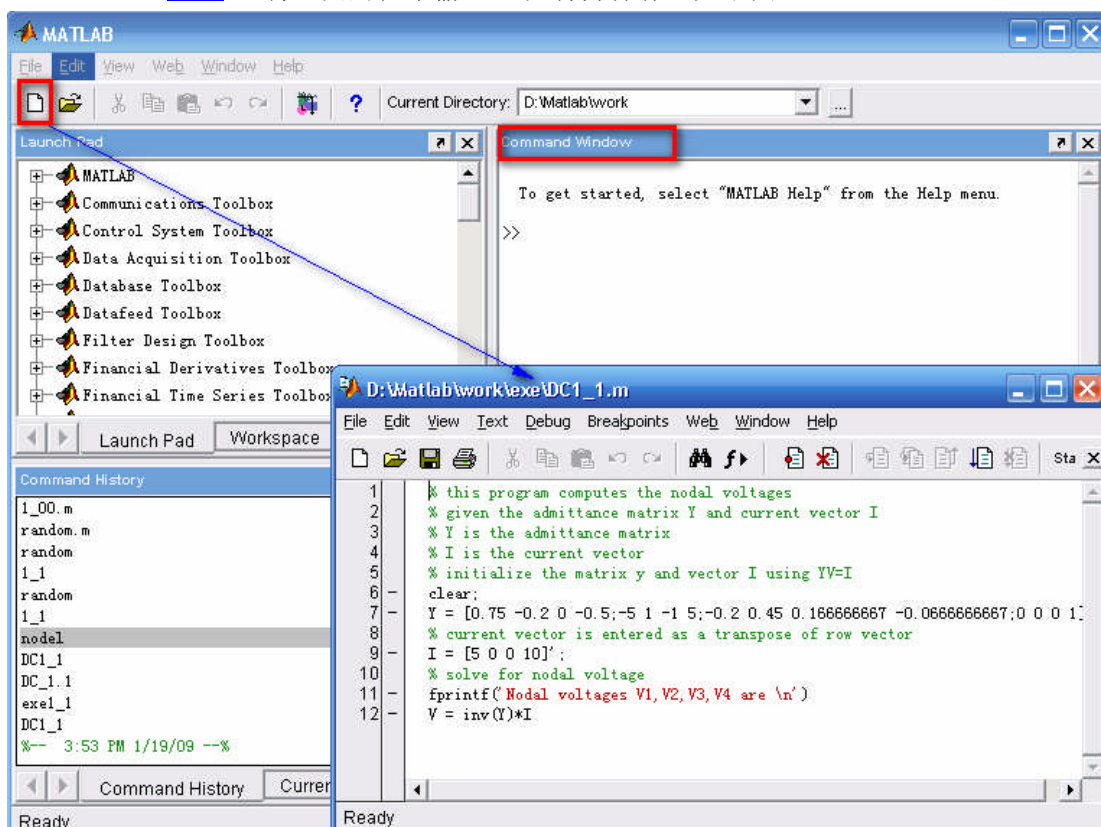 MATLAB
File Edit View Web Window Help
? Current Directory: D:\Matlab\work ...
Launch Pad
MATLAB
Communications Toolbox
Control System Toolbox
Data Acquisition Toolbox
Database Toolbox
Datafeed Toolbox
Filter Design Toolbox
Financial Derivatives Toolbox
Financial Time Series Toolbox
Launch Pad Workspace
Command Window
To get started, select "MATLAB Help" from the Help menu.
>>
Command History
1_00.m
random.m
random
1_1
random
1_1
nodel
DC1_1
DC_1.1
exe1_1
DC1_1
%-- 3:53 PM 1/19/09 --%
Command History Curren
Ready
D:\Matlab\work\exe\DC1_1.m
File Edit View Text Debug Breakpoints Web Window Help
Sta
1 % this program computes the nodal voltages
2 % given the admittance matrix Y and current vector I
3 % Y is the admittance matrix
4 % I is the current vector
5 % initialize the matrix y and vector I using YV=I
6 - clear;
7 - Y = [0.75 -0.2 0 -0.5;-5 1 -1 5;-0.2 0.45 0.166666667 -0.0666666667;0 0 0 1]
8 % current vector is entered as a transpose of row vector
9 - I = [5 0 0 10]';
10 % solve for nodal voltage
11 - fprintf('Nodal voltages V1,V2,V3,V4 are \n')
12 - V = inv(Y)*I
Ready